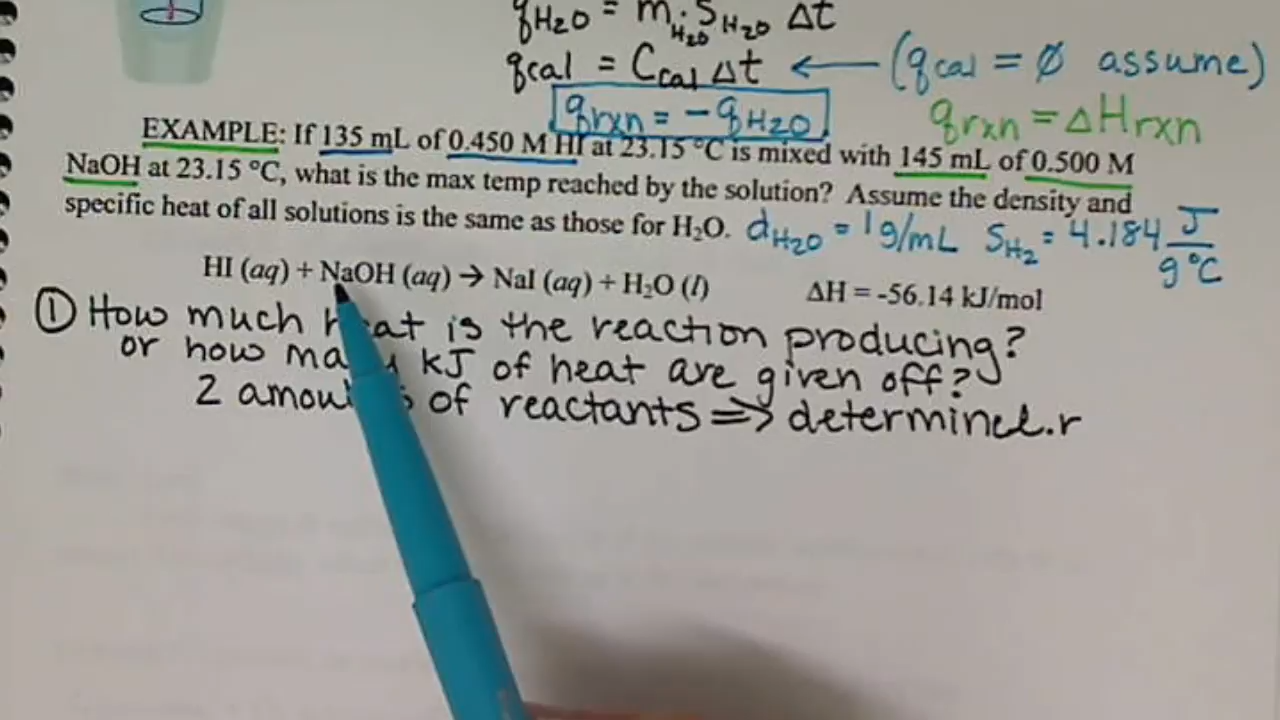 qH₂O = mH₂O · SH₂O Δt
qcal = Ccal Δt ← (qcal = Ø assume)
qrxn = -qH₂O qrxn = ΔHrxn
EXAMPLE: If 135 mL of 0.450 M HI at 23.15 °C is mixed with 145 mL of 0.500 M
NaOH at 23.15 °C, what is the max temp reached by the solution? Assume the density and
specific heat of all solutions is the same as those for H₂O. dH₂O = 1g/mL SH₂ = 4.184 J/g°C
HI (aq) + NaOH (aq) → NaI (aq) + H₂O (l) ΔH = -56.14 kJ/mol
① How much heat is the reaction producing?
or how many kJ of heat are given off?
2 amounts of reactants ⇒ determine l.r